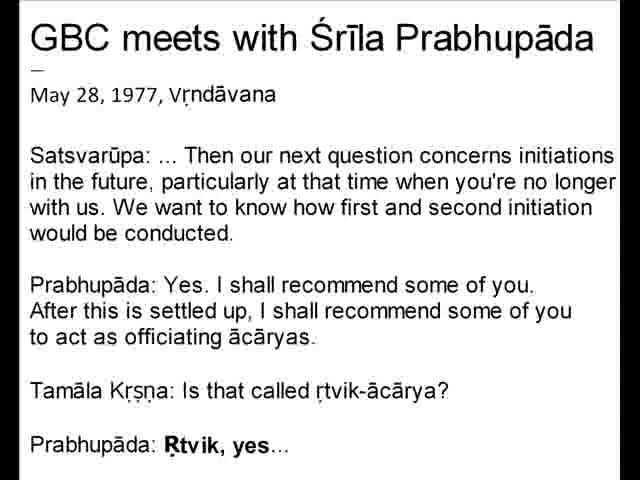 GBC meets with Śrīla Prabhupāda
—
May 28, 1977, Vṛndāvana
Satsvarūpa: ... Then our next question concerns initiations
in the future, particularly at that time when you're no longer
with us. We want to know how first and second initiation
would be conducted.
Prabhupāda: Yes. I shall recommend some of you.
After this is settled up, I shall recommend some of you
to act as officiating ācāryas.
Tamāla Kṛṣṇa: Is that called ṛtvik-ācārya?
Prabhupāda: Ṛtvik, yes...